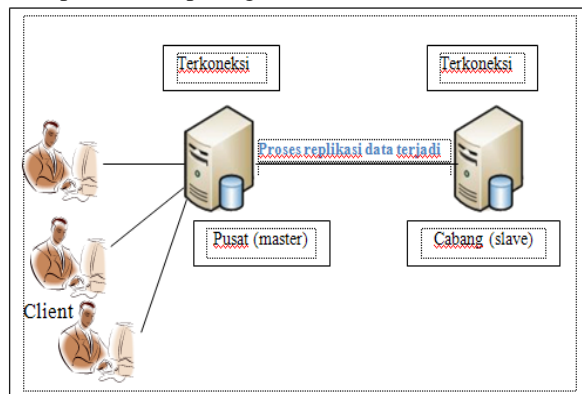 Terkoneksi
Terkoneksi
Proses replikasi data terjadi
Pusat (master)
Cabang (slave)
Client